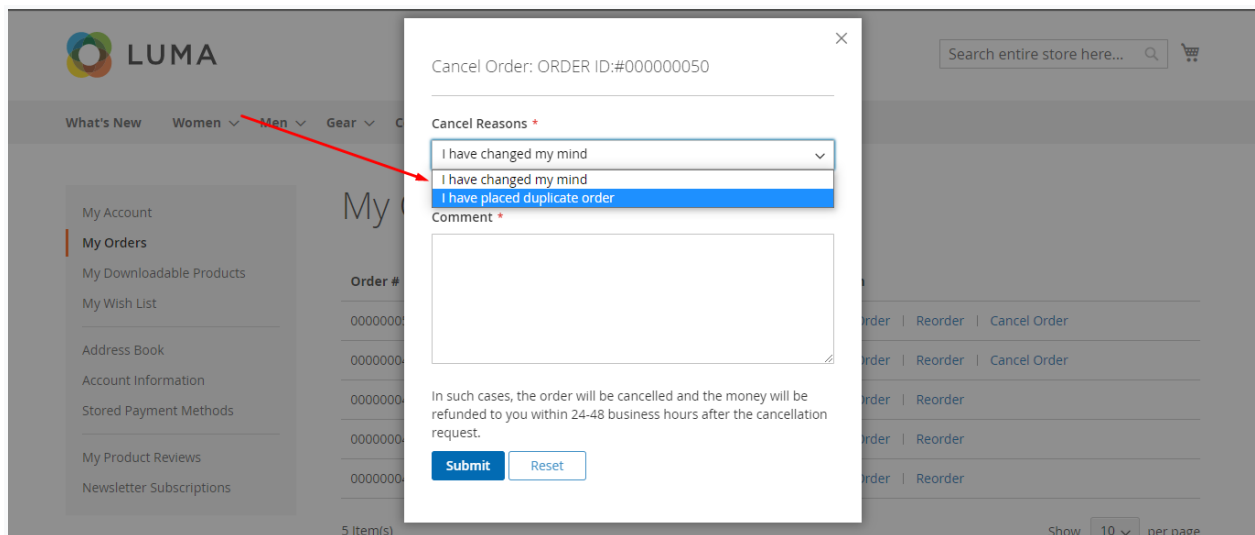 LUMA
Search entire store here...
What's New Women Men Gear
Cancel Order: ORDER ID:#000000050
Cancel Reasons *
I have changed my mind
I have changed my mind
I have placed duplicate order
Comment *
My Account
My Orders
My Downloadable Products
My Wish List
Address Book
Account Information
Stored Payment Methods
My Product Reviews
Newsletter Subscriptions
My
Order #
Reorder | Cancel Order
Reorder | Cancel Order
Reorder
Reorder
Reorder
In such cases, the order will be cancelled and the money will be
refunded to you within 24-48 business hours after the cancellation
request.
Submit Reset
5 Item(s)
Show 10 per page